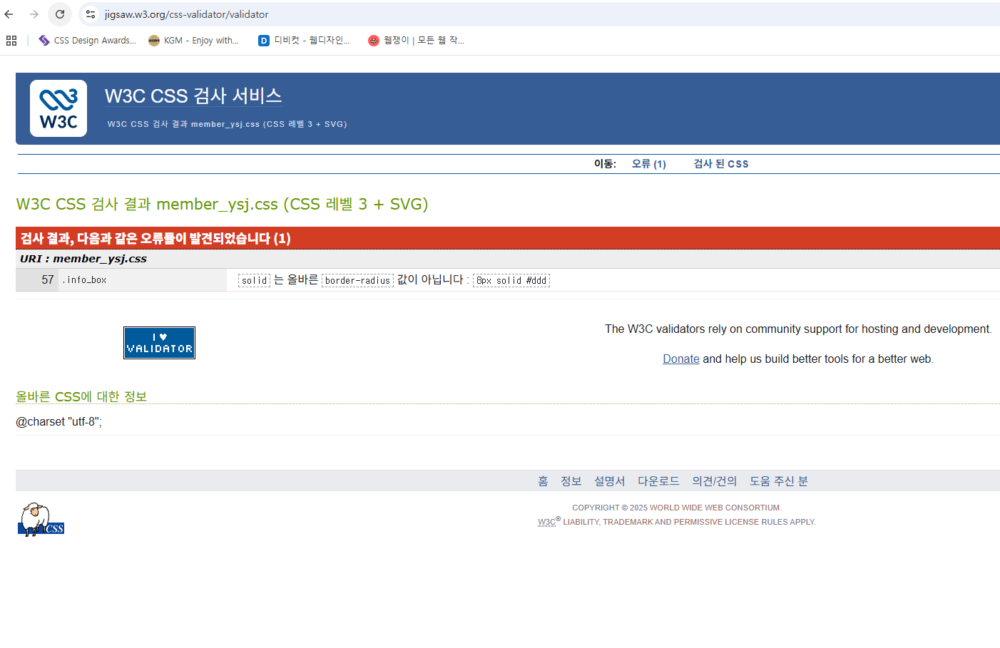 jigsaw.w3.org/css-validator/validator
CSS Design Awards... KGM - Enjoy with... D 디비컷 - 웹디자인... 웹쟁이 | 모든 웹 작...
W3C
W3C CSS 검사 서비스
W3C CSS 검사 결과 member_ysj.css (CSS 레벨 3 + SVG)
이동: 오류 (1) 검사 된 CSS
W3C CSS 검사 결과 member_ysj.css (CSS 레벨 3 + SVG)
검사 결과, 다음과 같은 오류들이 발견되었습니다 (1)
URI : member_ysj.css
57 .info_box solid 는 올바른 border-radius 값이 아닙니다 : 8px solid #ddd
I ♥
VALIDATOR
The W3C validators rely on community support for hosting and development.
Donate and help us build better tools for a better web.
올바른 CSS에 대한 정보
@charset "utf-8";
홈 정보 설명서 다운로드 의견/건의 도움 주신 분
CSS
COPYRIGHT © 2025 WORLD WIDE WEB CONSORTIUM.
W3C® LIABILITY, TRADEMARK AND PERMISSIVE LICENSE RULES APPLY.